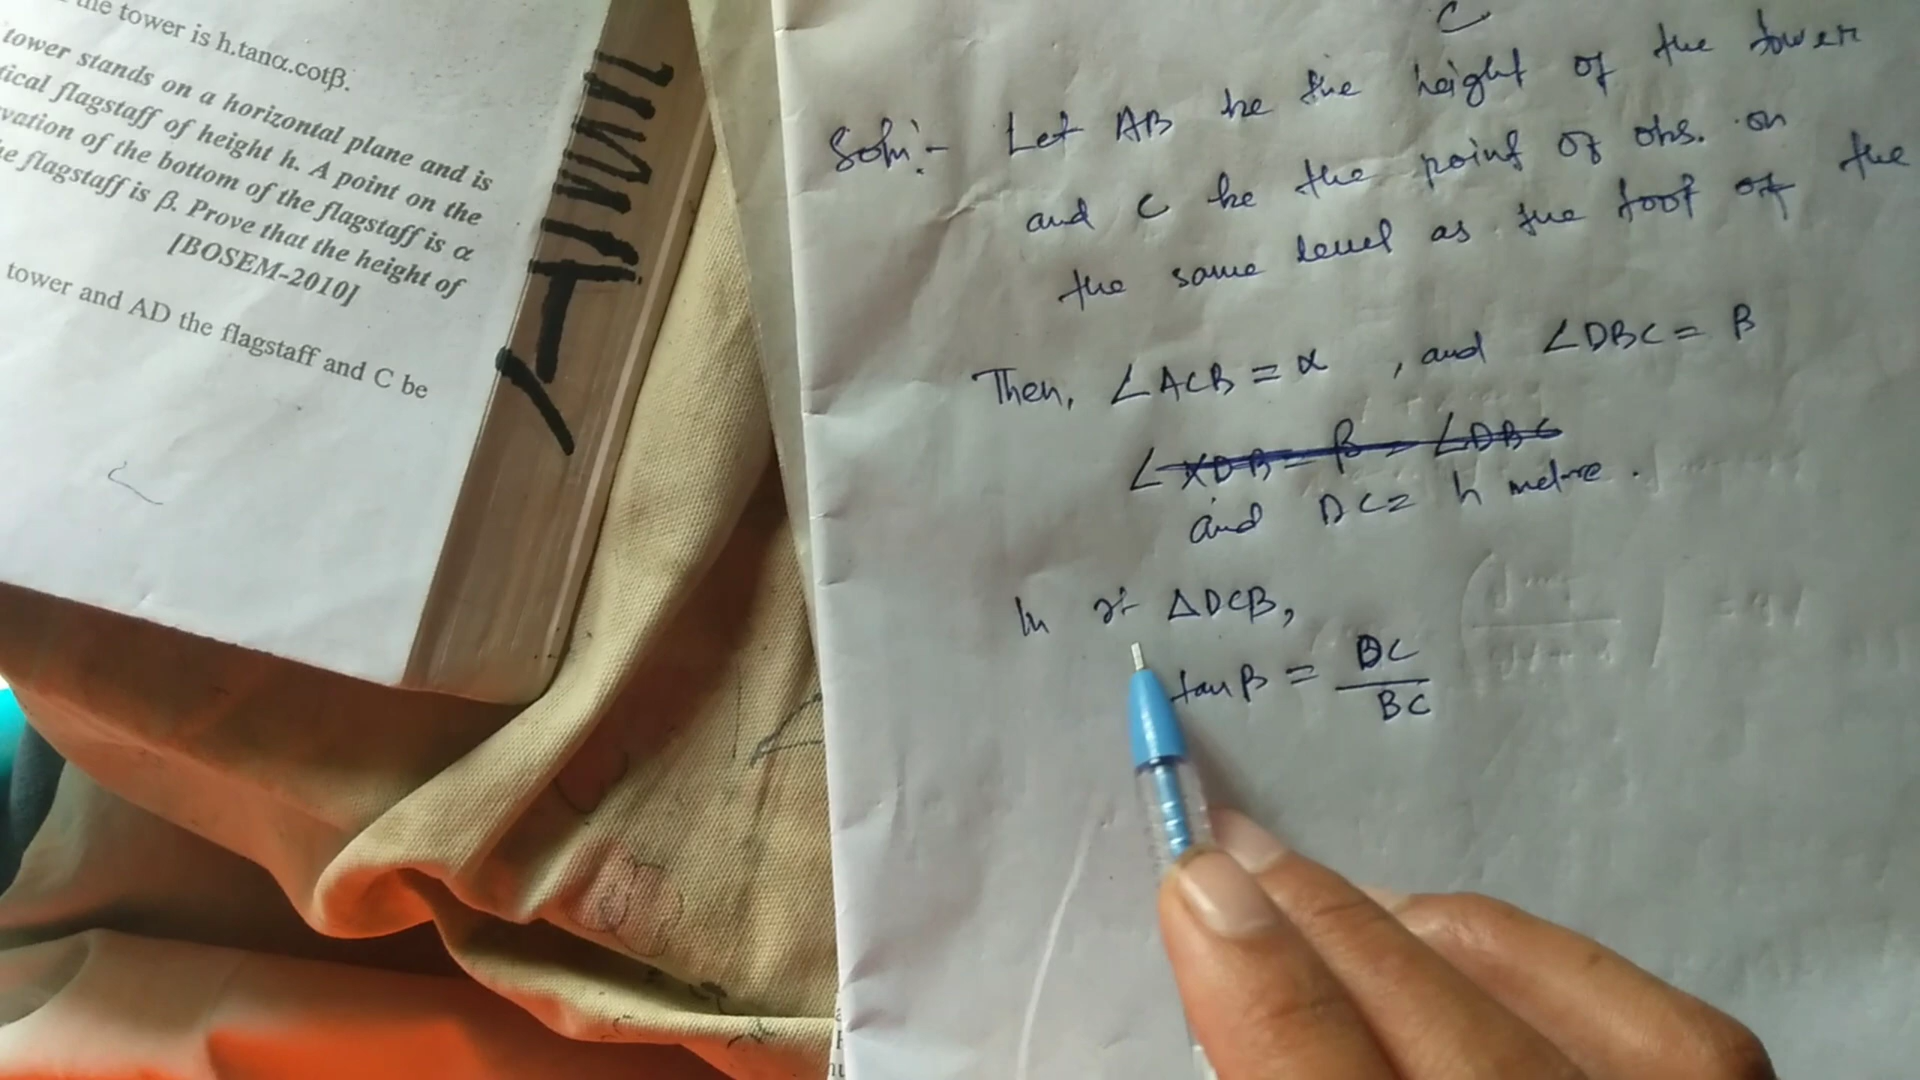 the tower is h.tanα.cotβ.
tower stands on a horizontal plane and is
tical flagstaff of height h. A point on the
vation of the bottom of the flagstaff is α
he flagstaff is β. Prove that the height of
[BOSEM-2010]
tower and AD the flagstaff and C be
C
Soln:- Let AB be the height of the tower
and C be the point of obs. on
the same level as the foot of the
Then, ∠ACB = α , and ∠DBC = β
∠XDB = β = ∠DBC
and DC = h metre.
In rt ΔDCB,
tanβ = DC
BC